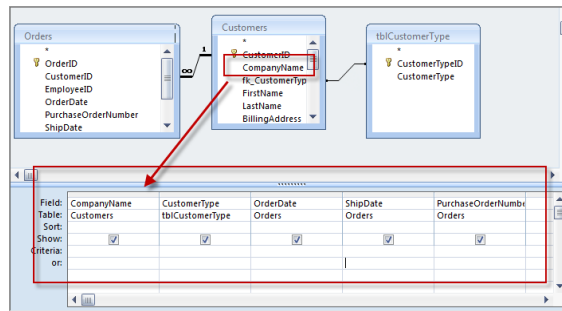 Orders
*
OrderID
CustomerID
EmployeeID
OrderDate
PurchaseOrderNumber
ShipDate
1
∞
Customers
*
CustomerID
CompanyName
fk_CustomerTyp
FirstName
LastName
BillingAddress
tblCustomerType
*
CustomerTypeID
CustomerType
Field: CompanyName CustomerType OrderDate ShipDate PurchaseOrderNumbe
Table: Customers tblCustomerType Orders Orders Orders
Sort:
Show:
Criteria:
or: